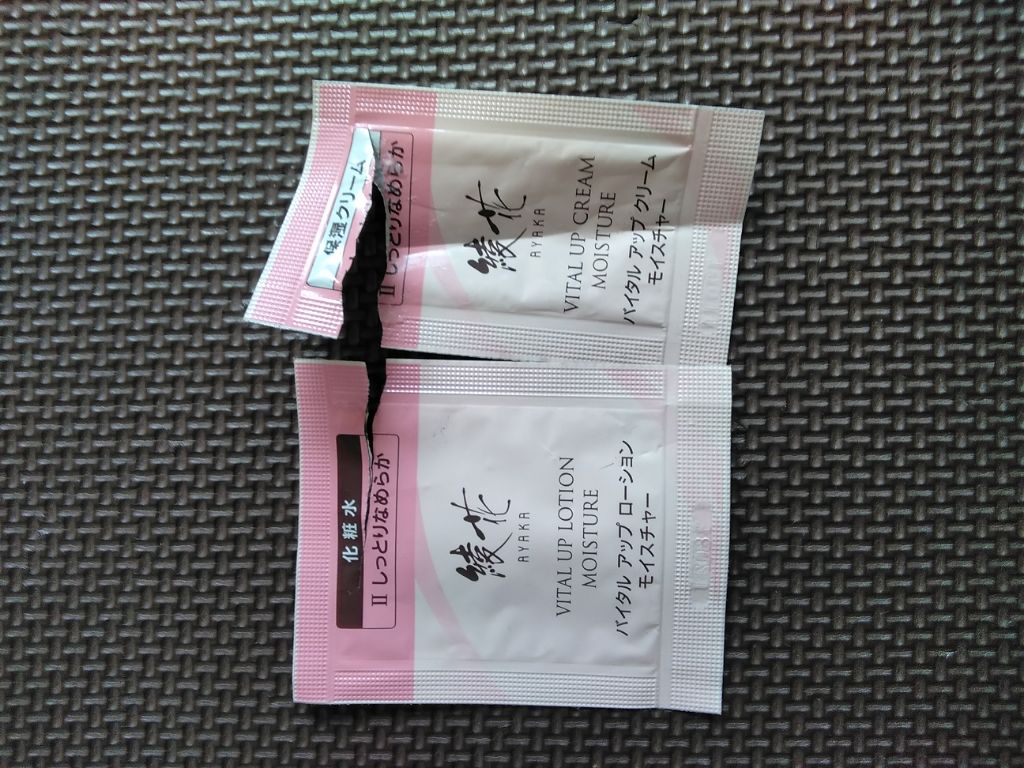 保湿クリーム
II しっとりなめらか
綾花
AYAKA
VITAL UP CREAM
MOISTURE
バイタル アップ クリーム
モイスチャー
化粧水
II しっとりなめらか
綾花
AYAKA
VITAL UP LOTION
MOISTURE
バイタル アップ ローション
モイスチャー